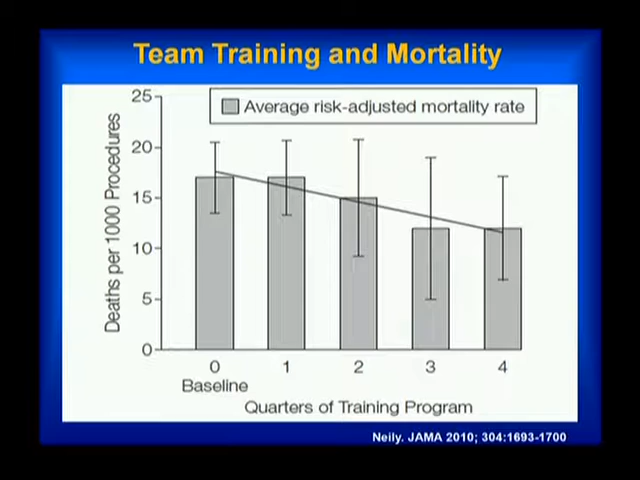 Team Training and Mortality
Average risk-adjusted mortality rate
Deaths per 1000 Procedures
25
20
15
10
5
0
0 1 2 3 4
Baseline
Quarters of Training Program
Neily. JAMA 2010; 304:1693-1700